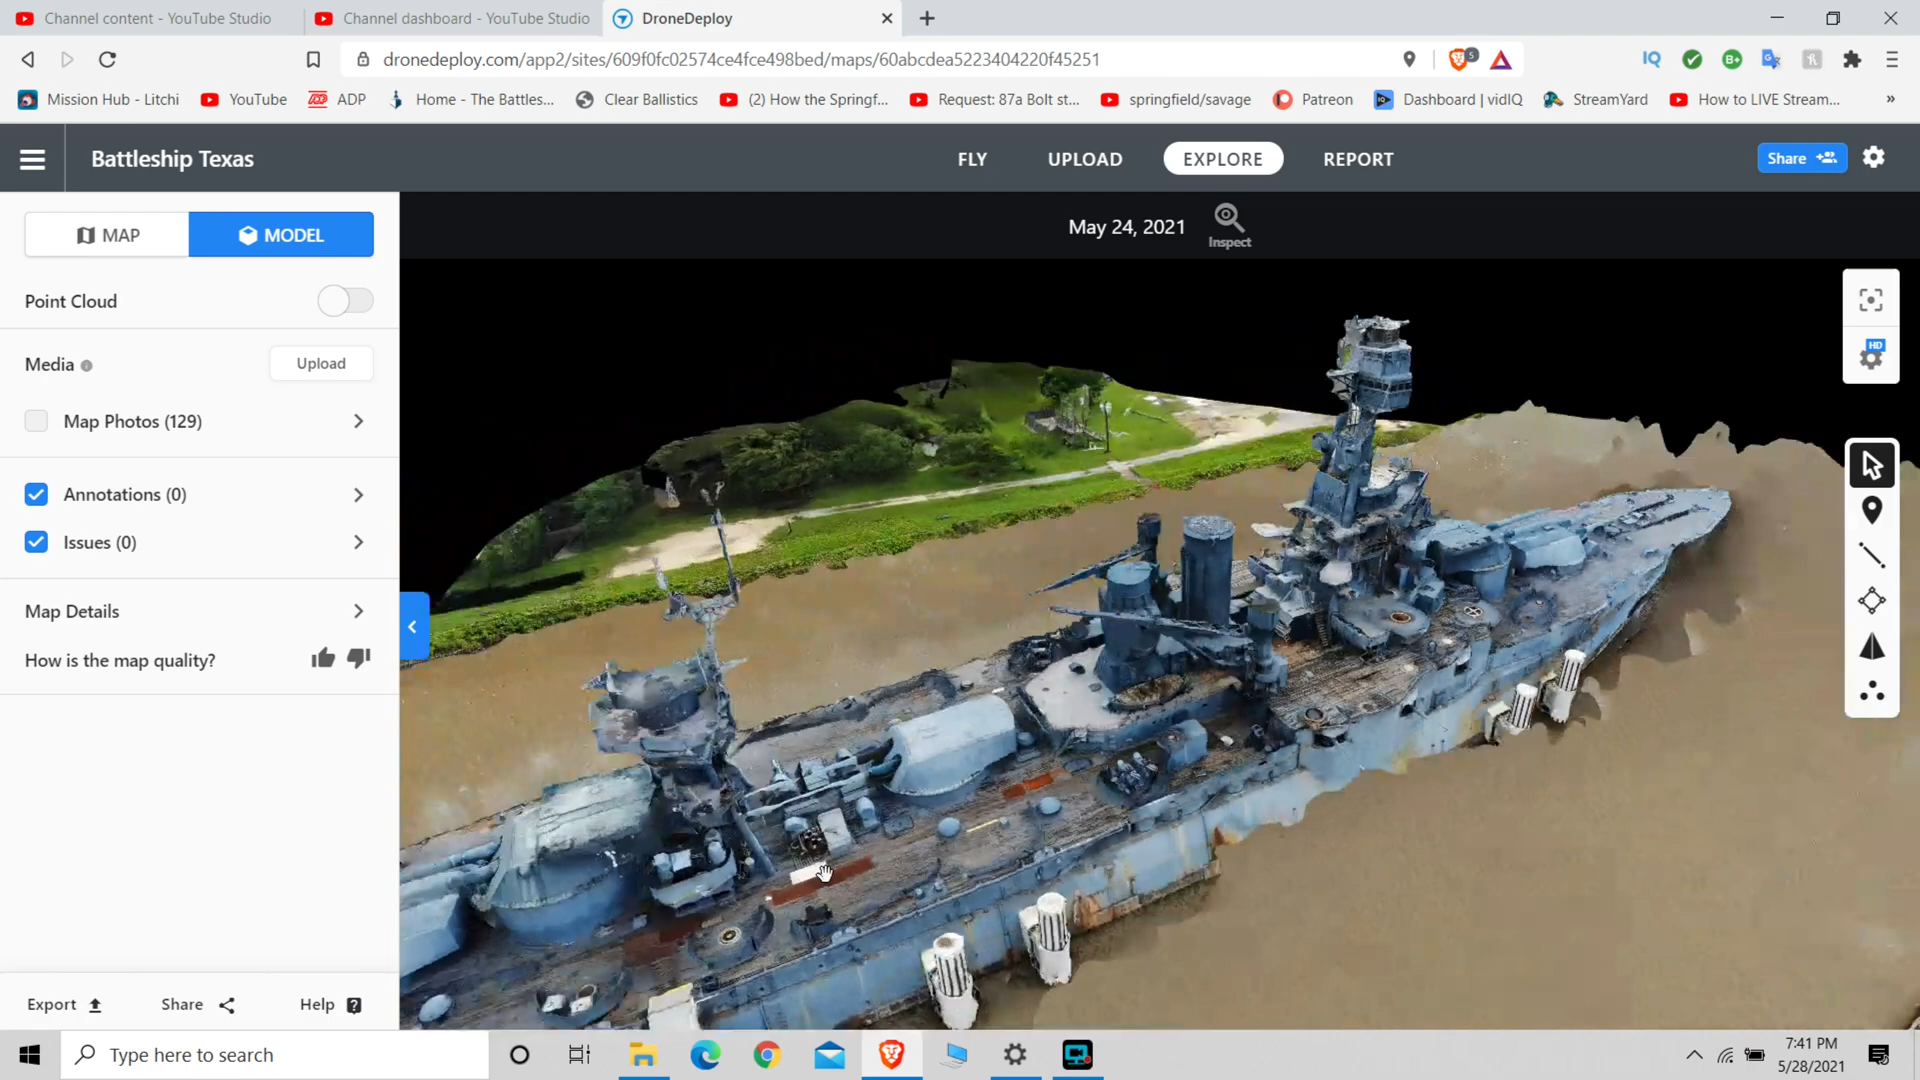 Channel content - YouTube Studio
Channel dashboard - YouTube Studio
DroneDeploy
dronedeploy.com/app2/sites/609f0fc02574ce4fce498bed/maps/60abcdea5223404220f45251
5
IQ
B+
Mission Hub - Litchi
YouTube
ADP
Home - The Battles...
Clear Ballistics
(2) How the Springf...
Request: 87a Bolt st...
springfield/savage
Patreon
Dashboard | vidIQ
StreamYard
How to LIVE Stream...
»
Battleship Texas
FLY
UPLOAD
EXPLORE
REPORT
Share
MAP
MODEL
May 24, 2021
Inspect
Point Cloud
HD
Media
Upload
Map Photos (129)
Annotations (0)
Issues (0)
Map Details
How is the map quality?
Export
Share
Help
Type here to search
7:41 PM
5/28/2021